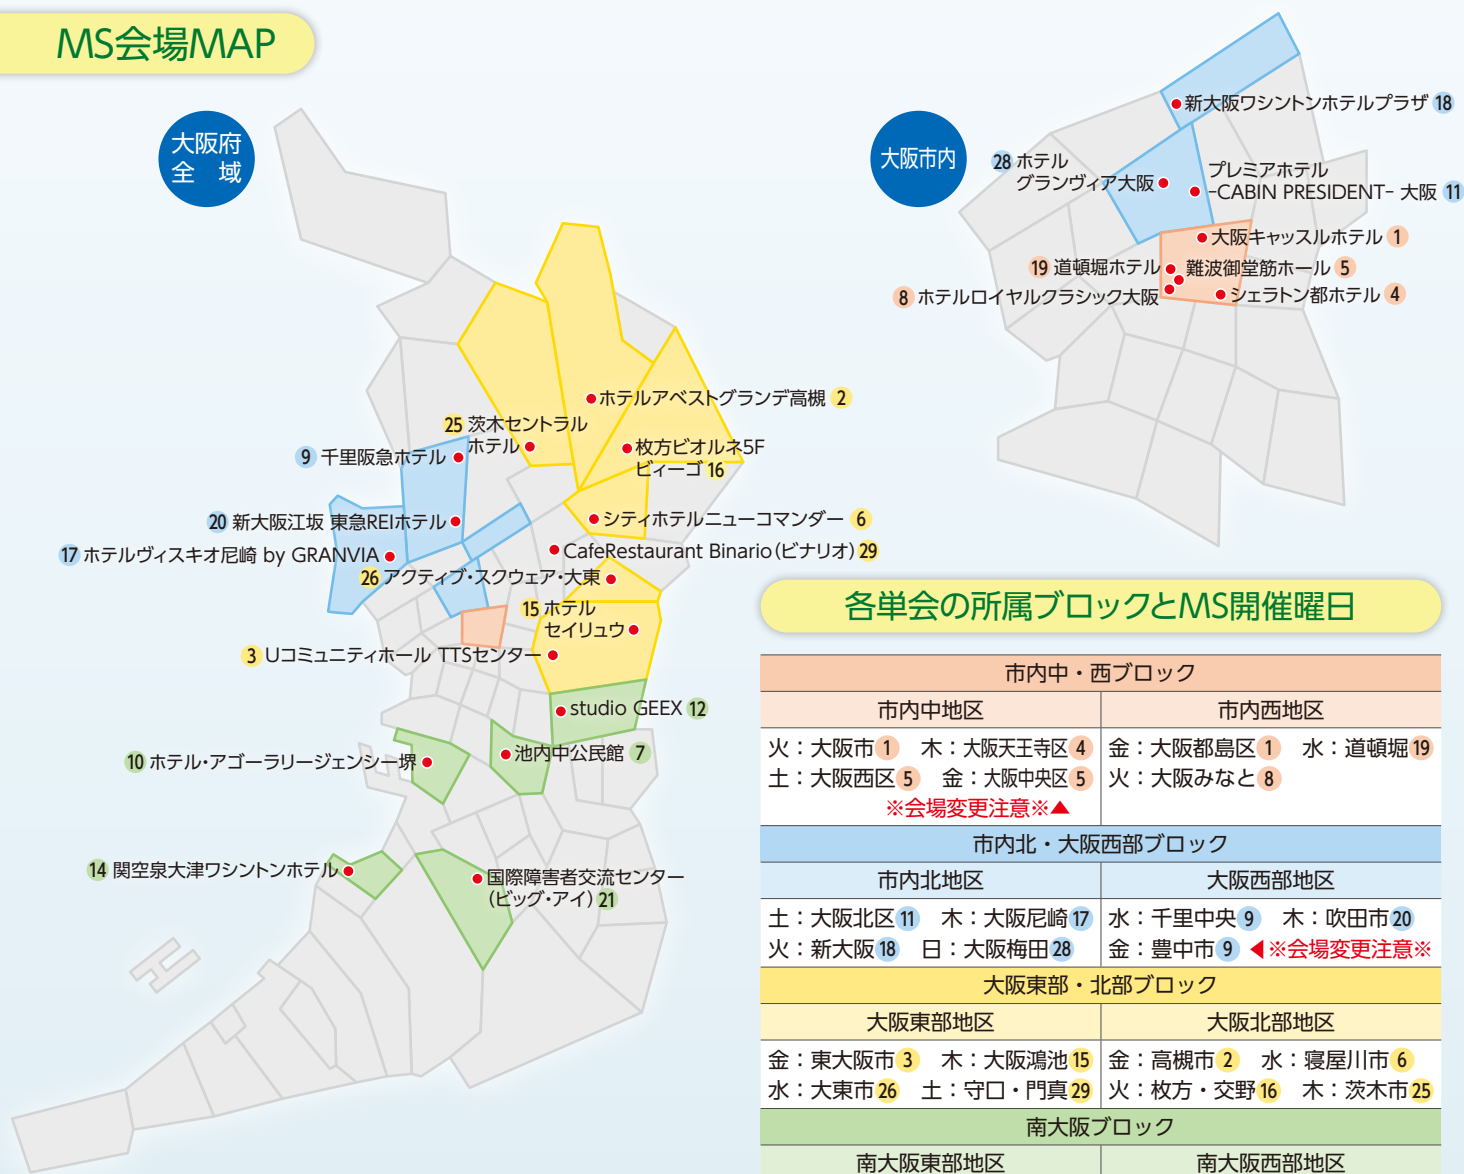 MS会場MAP
大阪府
全　域
25 茨木セントラル
ホテル
ホテルアベストグランデ高槻 2
枚方ビオルネ5F
ビィーゴ 16
9 千里阪急ホテル
20 新大阪江坂 東急REIホテル
シティホテルニューコマンダー 6
17 ホテルヴィスキオ尼崎 by GRANVIA
CafeRestaurant Binario(ビナリオ) 29
26 アクティブ・スクウェア・大東
15 ホテル
セイリュウ
3 Uコミュニティホール TTSセンター
studio GEEX 12
10 ホテル・アゴーラリージェンシー堺
池内中公民館 7
14 関空泉大津ワシントンホテル
国際障害者交流センター
(ビッグ・アイ) 21
大阪市内
新大阪ワシントンホテルプラザ 18
28 ホテル
グランヴィア大阪
プレミアホテル
-CABIN PRESIDENT- 大阪 11
大阪キャッスルホテル 1
19 道頓堀ホテル
難波御堂筋ホール 5
8 ホテルロイヤルクラシック大阪
シェラトン都ホテル 4
各単会の所属ブロックとMS開催曜日
市内中・西ブロック
市内中地区
市内西地区
火：大阪市1　木：大阪天王寺区4
土：大阪西区5　金：大阪中央区5
※会場変更注意※▲
金：大阪都島区1　水：道頓堀19
火：大阪みなと8
市内北・大阪西部ブロック
市内北地区
大阪西部地区
土：大阪北区11　木：大阪尼崎17
火：新大阪18　日：大阪梅田28
水：千里中央9　木：吹田市20
金：豊中市9 ◀※会場変更注意※
大阪東部・北部ブロック
大阪東部地区
大阪北部地区
金：東大阪市3　木：大阪鴻池15
水：大東市26　土：守口・門真29
金：高槻市2　水：寝屋川市6
火：枚方・交野16　木：茨木市25
南大阪ブロック
南大阪東部地区
南大阪西部地区